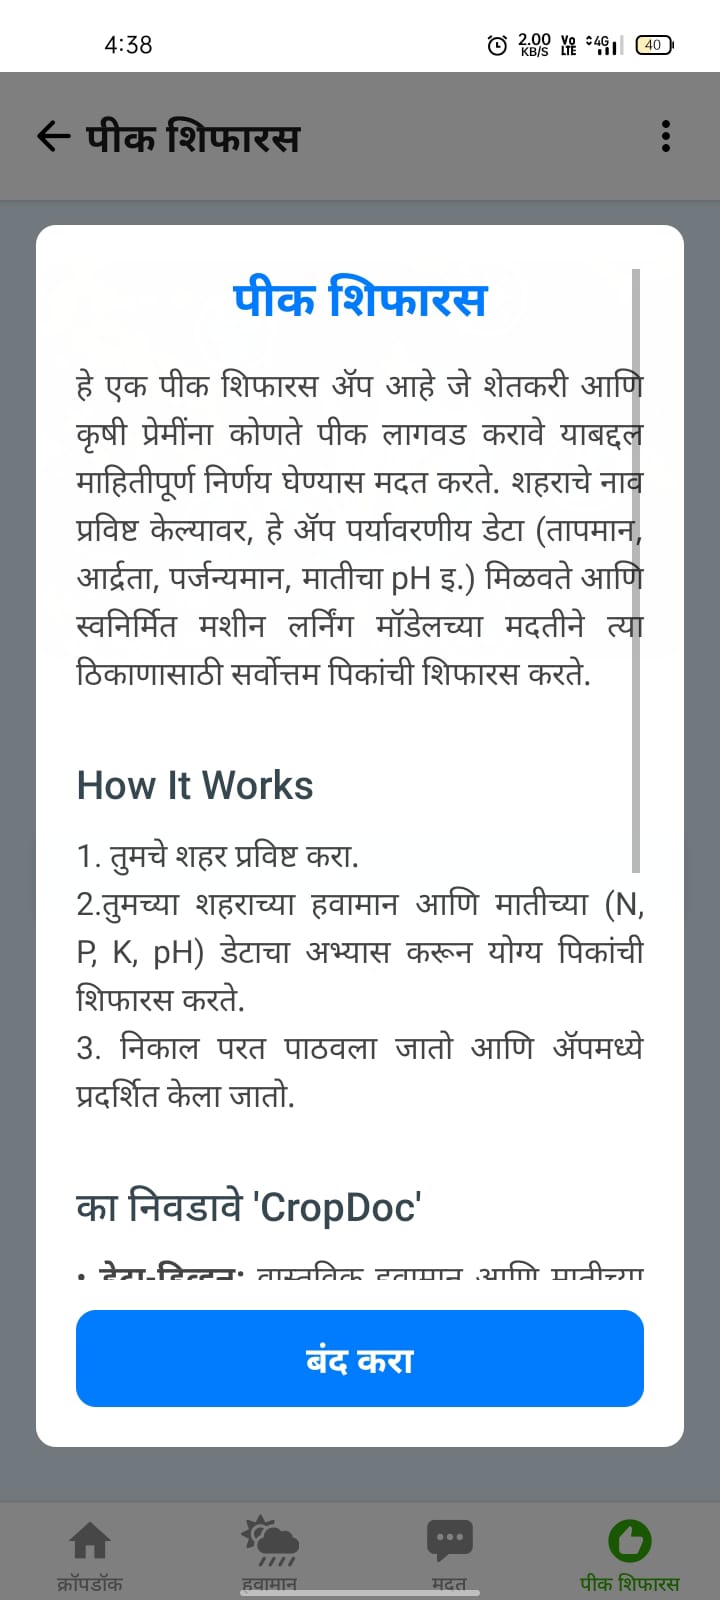 4:38
2.00 KB/S
Vo LTE
4G
40
पीक शिफारस
पीक शिफारस
हे एक पीक शिफारस ॲप आहे जे शेतकरी आणि
कृषी प्रेमींना कोणते पीक लागवड करावे याबद्दल
माहितीपूर्ण निर्णय घेण्यास मदत करते. शहराचे नाव
प्रविष्ट केल्यावर, हे ॲप पर्यावरणीय डेटा (तापमान,
आर्द्रता, पर्जन्यमान, मातीचा pH इ.) मिळवते आणि
स्वनिर्मित मशीन लर्निंग मॉडेलच्या मदतीने त्या
ठिकाणासाठी सर्वोत्तम पिकांची शिफारस करते.
How It Works
1. तुमचे शहर प्रविष्ट करा.
2.तुमच्या शहराच्या हवामान आणि मातीच्या (N,
P, K, pH) डेटाचा अभ्यास करून योग्य पिकांची
शिफारस करते.
3. निकाल परत पाठवला जातो आणि ॲपमध्ये
प्रदर्शित केला जातो.
का निवडावे 'CropDoc'
• डेटा-ड्रिव्हन: वास्तविक हवामान आणि मातीच्या
बंद करा
क्रॉपडॉक
हवामान
मदत
पीक शिफारस